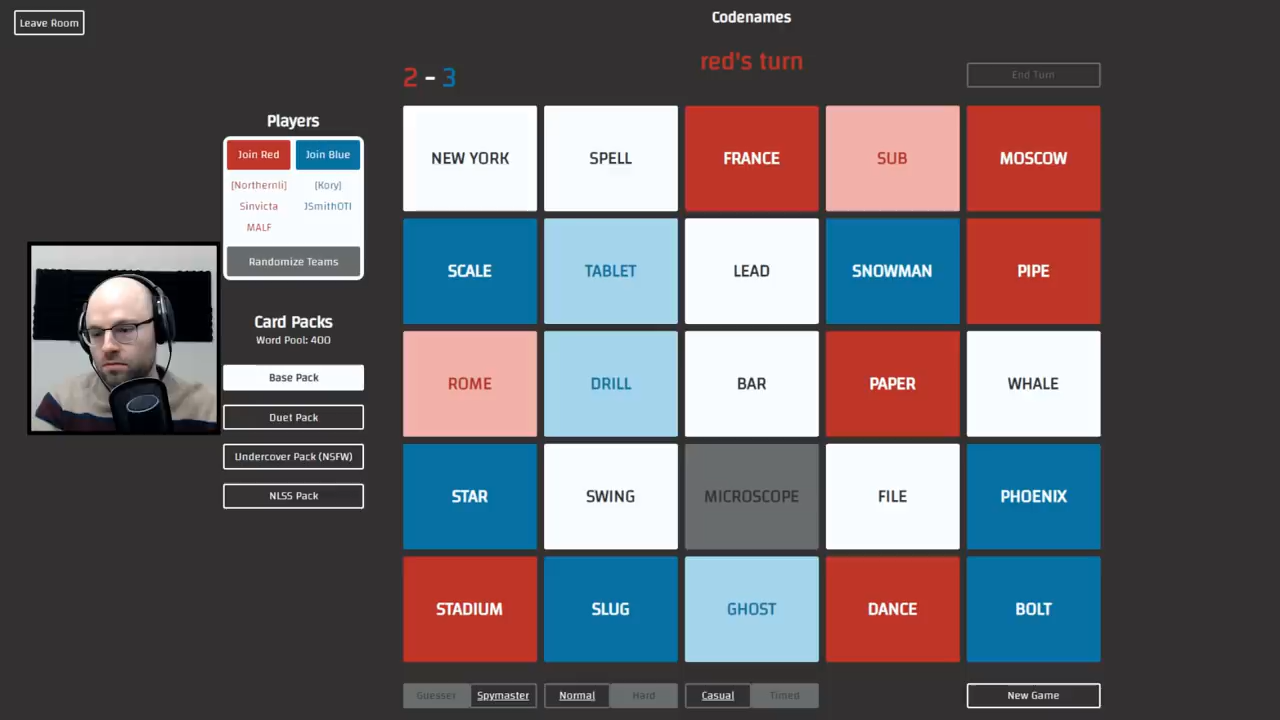 Leave Room
Codenames
red's turn
2 - 3
End Turn
Players
Join Red
Join Blue
[Northernli]
[Kory]
Sinvicta
JSmithOTI
MALF
Randomize Teams
Card Packs
Word Pool: 400
Base Pack
Duet Pack
Undercover Pack (NSFW)
NLSS Pack
NEW YORK
SPELL
FRANCE
SUB
MOSCOW
SCALE
TABLET
LEAD
SNOWMAN
PIPE
ROME
DRILL
BAR
PAPER
WHALE
STAR
SWING
MICROSCOPE
FILE
PHOENIX
STADIUM
SLUG
GHOST
DANCE
BOLT
Guesser
Spymaster
Normal
Hard
Casual
Timed
New Game